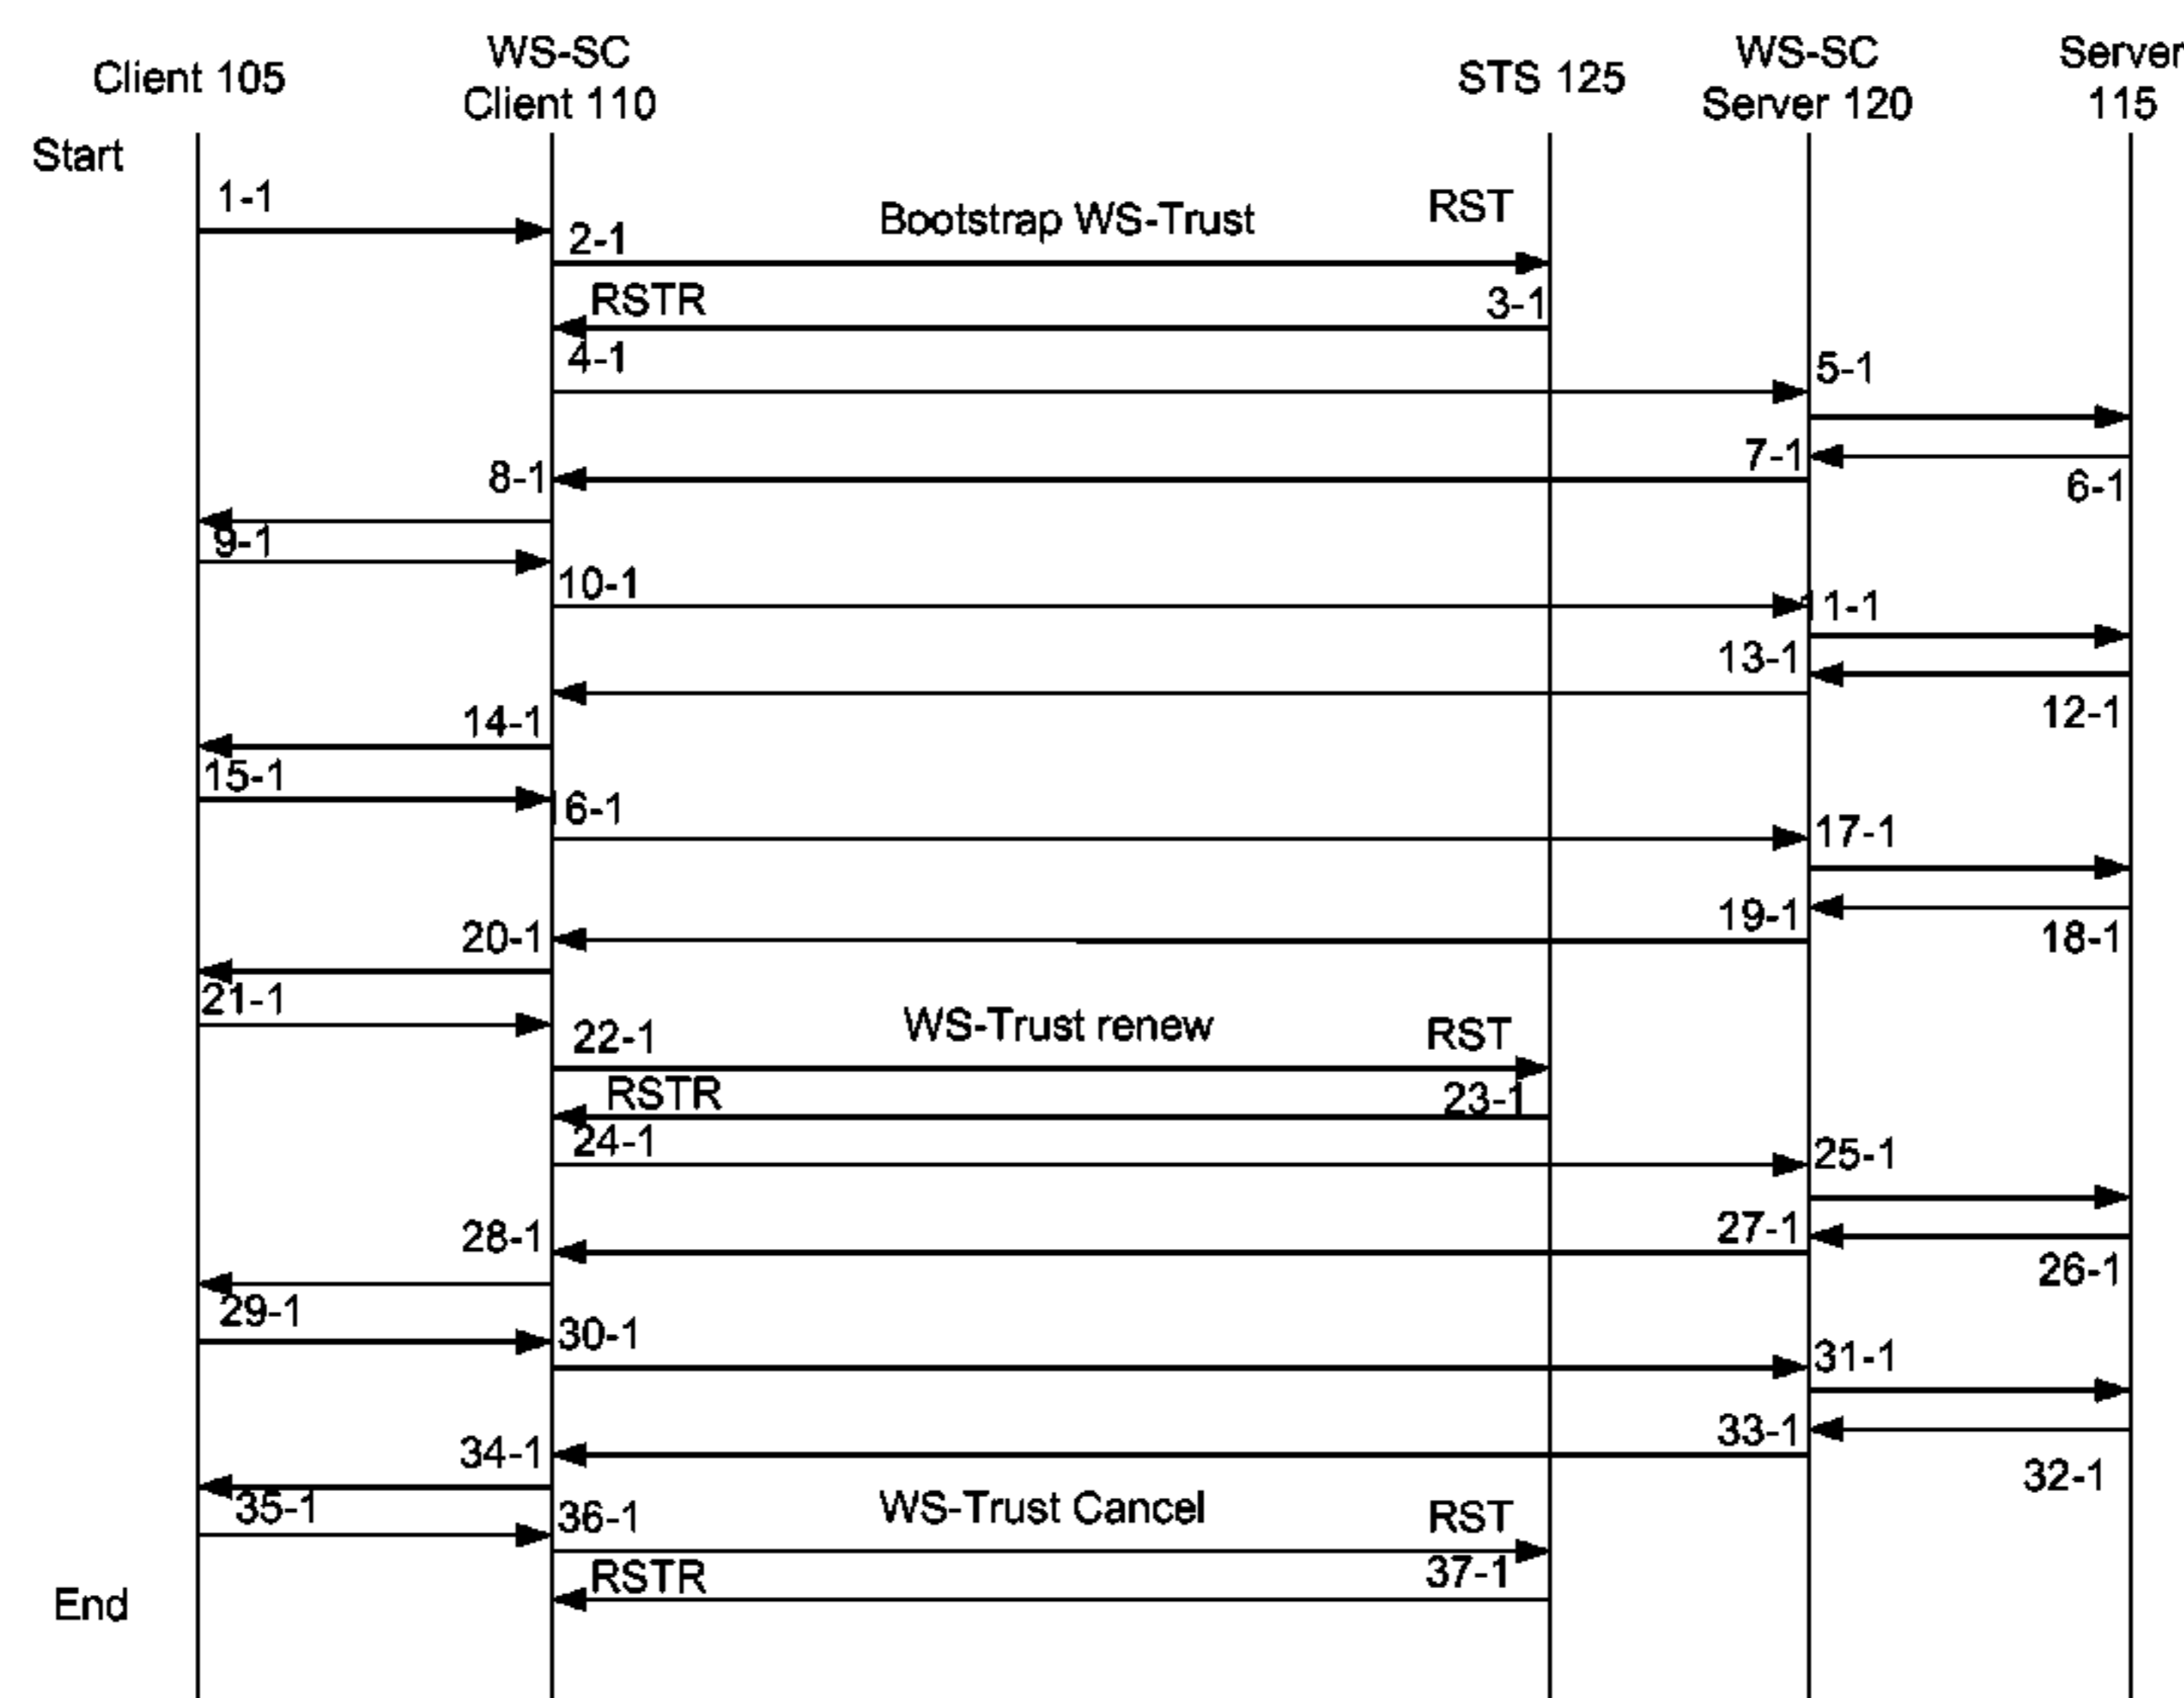 Client 105
WS-SC
Client 110
STS 125
WS-SC
Server 120
Server
115
Start
1-1
2-1
Bootstrap WS-Trust
RST
RSTR
3-1
4-1
5-1
7-1
6-1
8-1
9-1
10-1
11-1
13-1
12-1
14-1
15-1
16-1
17-1
19-1
18-1
20-1
21-1
22-1
WS-Trust renew
RST
RSTR
23-1
24-1
25-1
27-1
26-1
28-1
29-1
30-1
31-1
33-1
32-1
34-1
35-1
36-1
WS-Trust Cancel
RST
RSTR
37-1
End